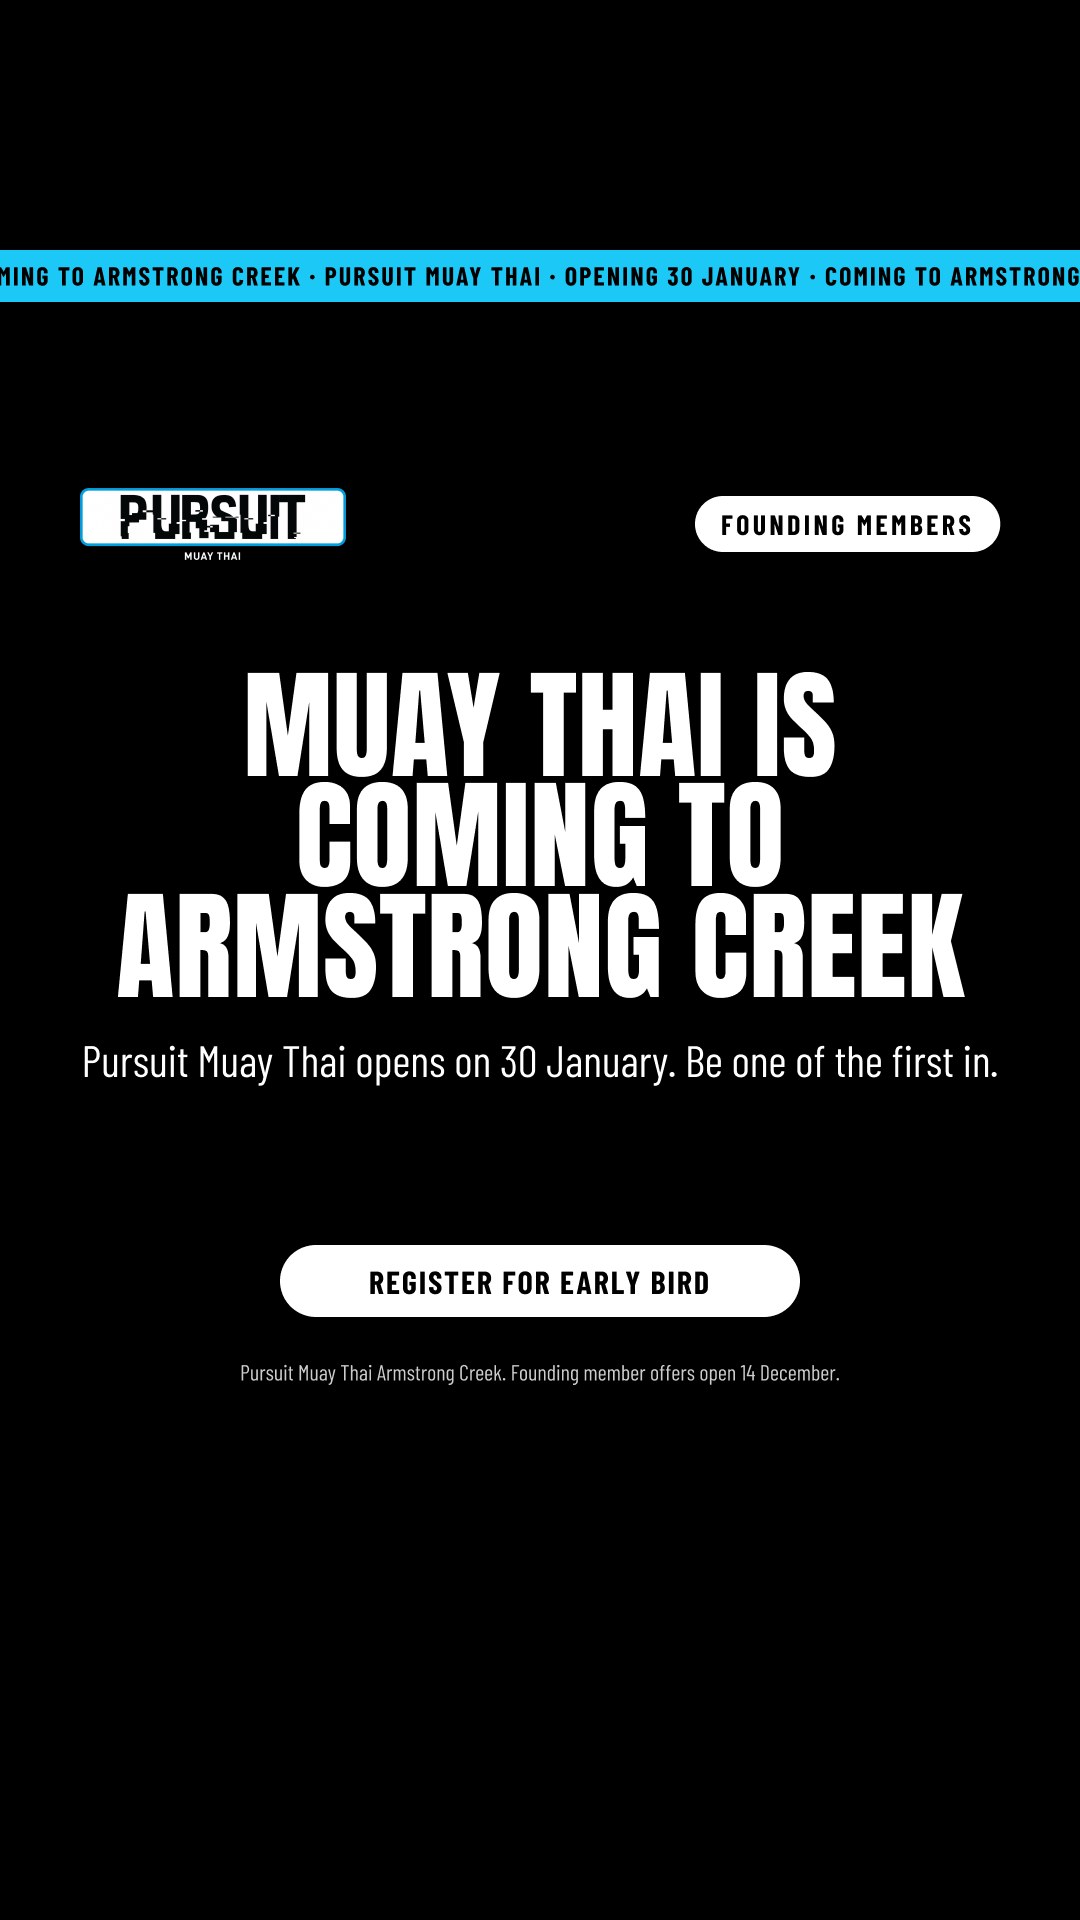 MING TO ARMSTRONG CREEK · PURSUIT MUAY THAI · OPENING 30 JANUARY · COMING TO ARMSTRONG
PURSUIT
MUAY THAI
FOUNDING MEMBERS
MUAY THAI IS
COMING TO
ARMSTRONG CREEK
Pursuit Muay Thai opens on 30 January. Be one of the first in.
REGISTER FOR EARLY BIRD
Pursuit Muay Thai Armstrong Creek. Founding member offers open 14 December.